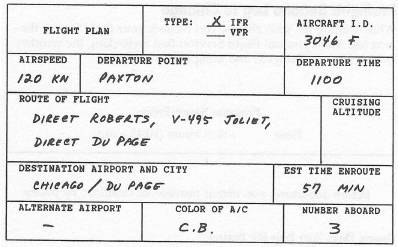 FLIGHT PLAN
TYPE: X IFR
VFR
AIRCRAFT I.D.
3046 F
AIRSPEED
120 KN
DEPARTURE POINT
PAXTON
DEPARTURE TIME
1100
ROUTE OF FLIGHT
DIRECT ROBERTS, V-495 JOLIET,
DIRECT DU PAGE
CRUISING
ALTITUDE
DESTINATION AIRPORT AND CITY
CHICAGO / DU PAGE
EST TIME ENROUTE
57 MIN
ALTERNATE AIRPORT
—
COLOR OF A/C
C.B.
NUMBER ABOARD
3